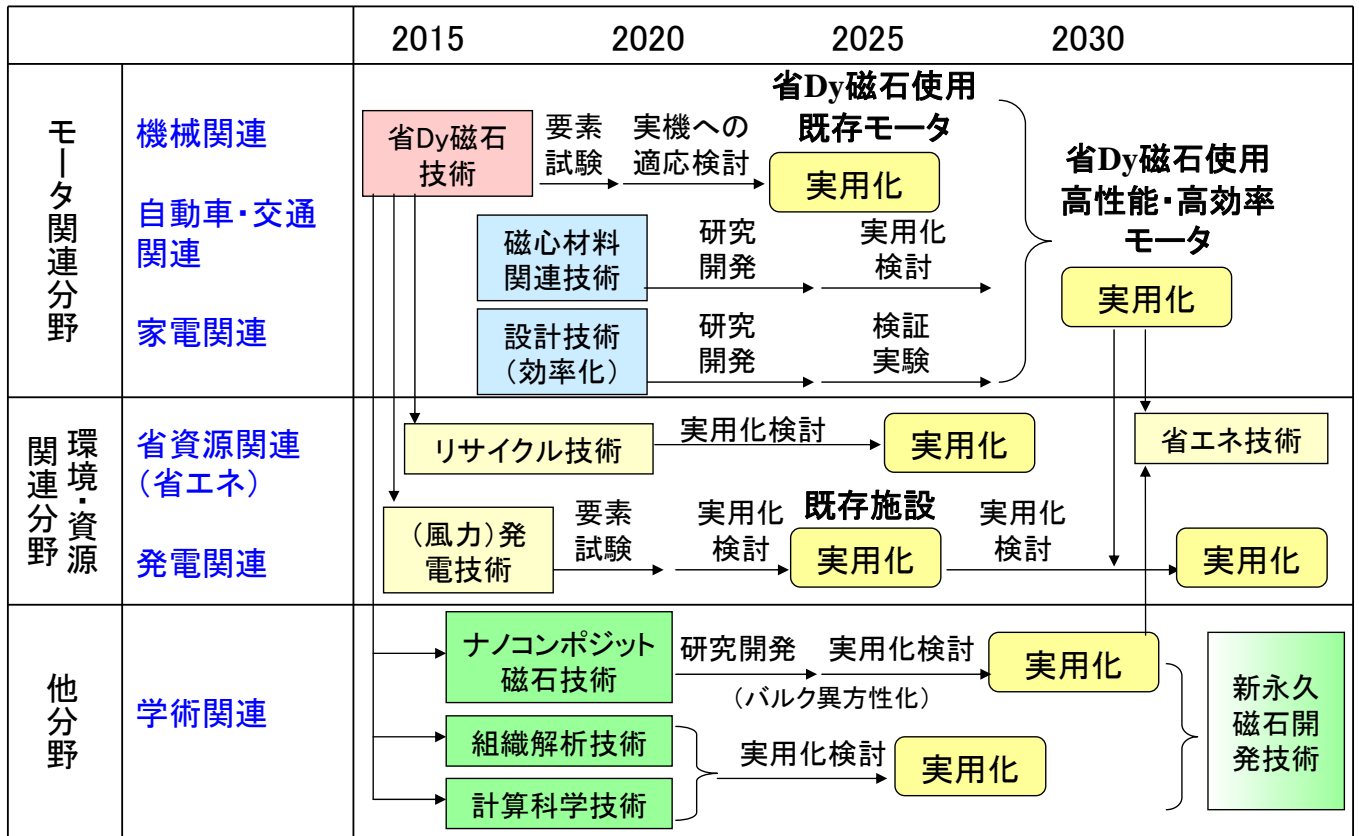 2015 2020 2025 2030
モータ関連分野
機械関連
自動車・交通
関連
家電関連
省Dy磁石
技術
要素
試験
実機への
適応検討
省Dy磁石使用
既存モータ
実用化
磁心材料
関連技術
研究
開発
実用化
検討
設計技術
（効率化）
研究
開発
検証
実験
省Dy磁石使用
高性能・高効率
モータ
実用化
環境・資源
関連分野
省資源関連
（省エネ）
発電関連
リサイクル技術
実用化検討
実用化
省エネ技術
（風力）発
電技術
要素
試験
実用化
検討
既存施設
実用化
実用化
検討
実用化
他分野
学術関連
ナノコンポジット
磁石技術
研究開発
実用化検討
（バルク異方性化）
実用化
組織解析技術
計算科学技術
実用化検討
実用化
新永久
磁石開
発技術